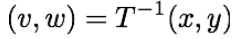 (v, w) = T⁻¹(x, y)